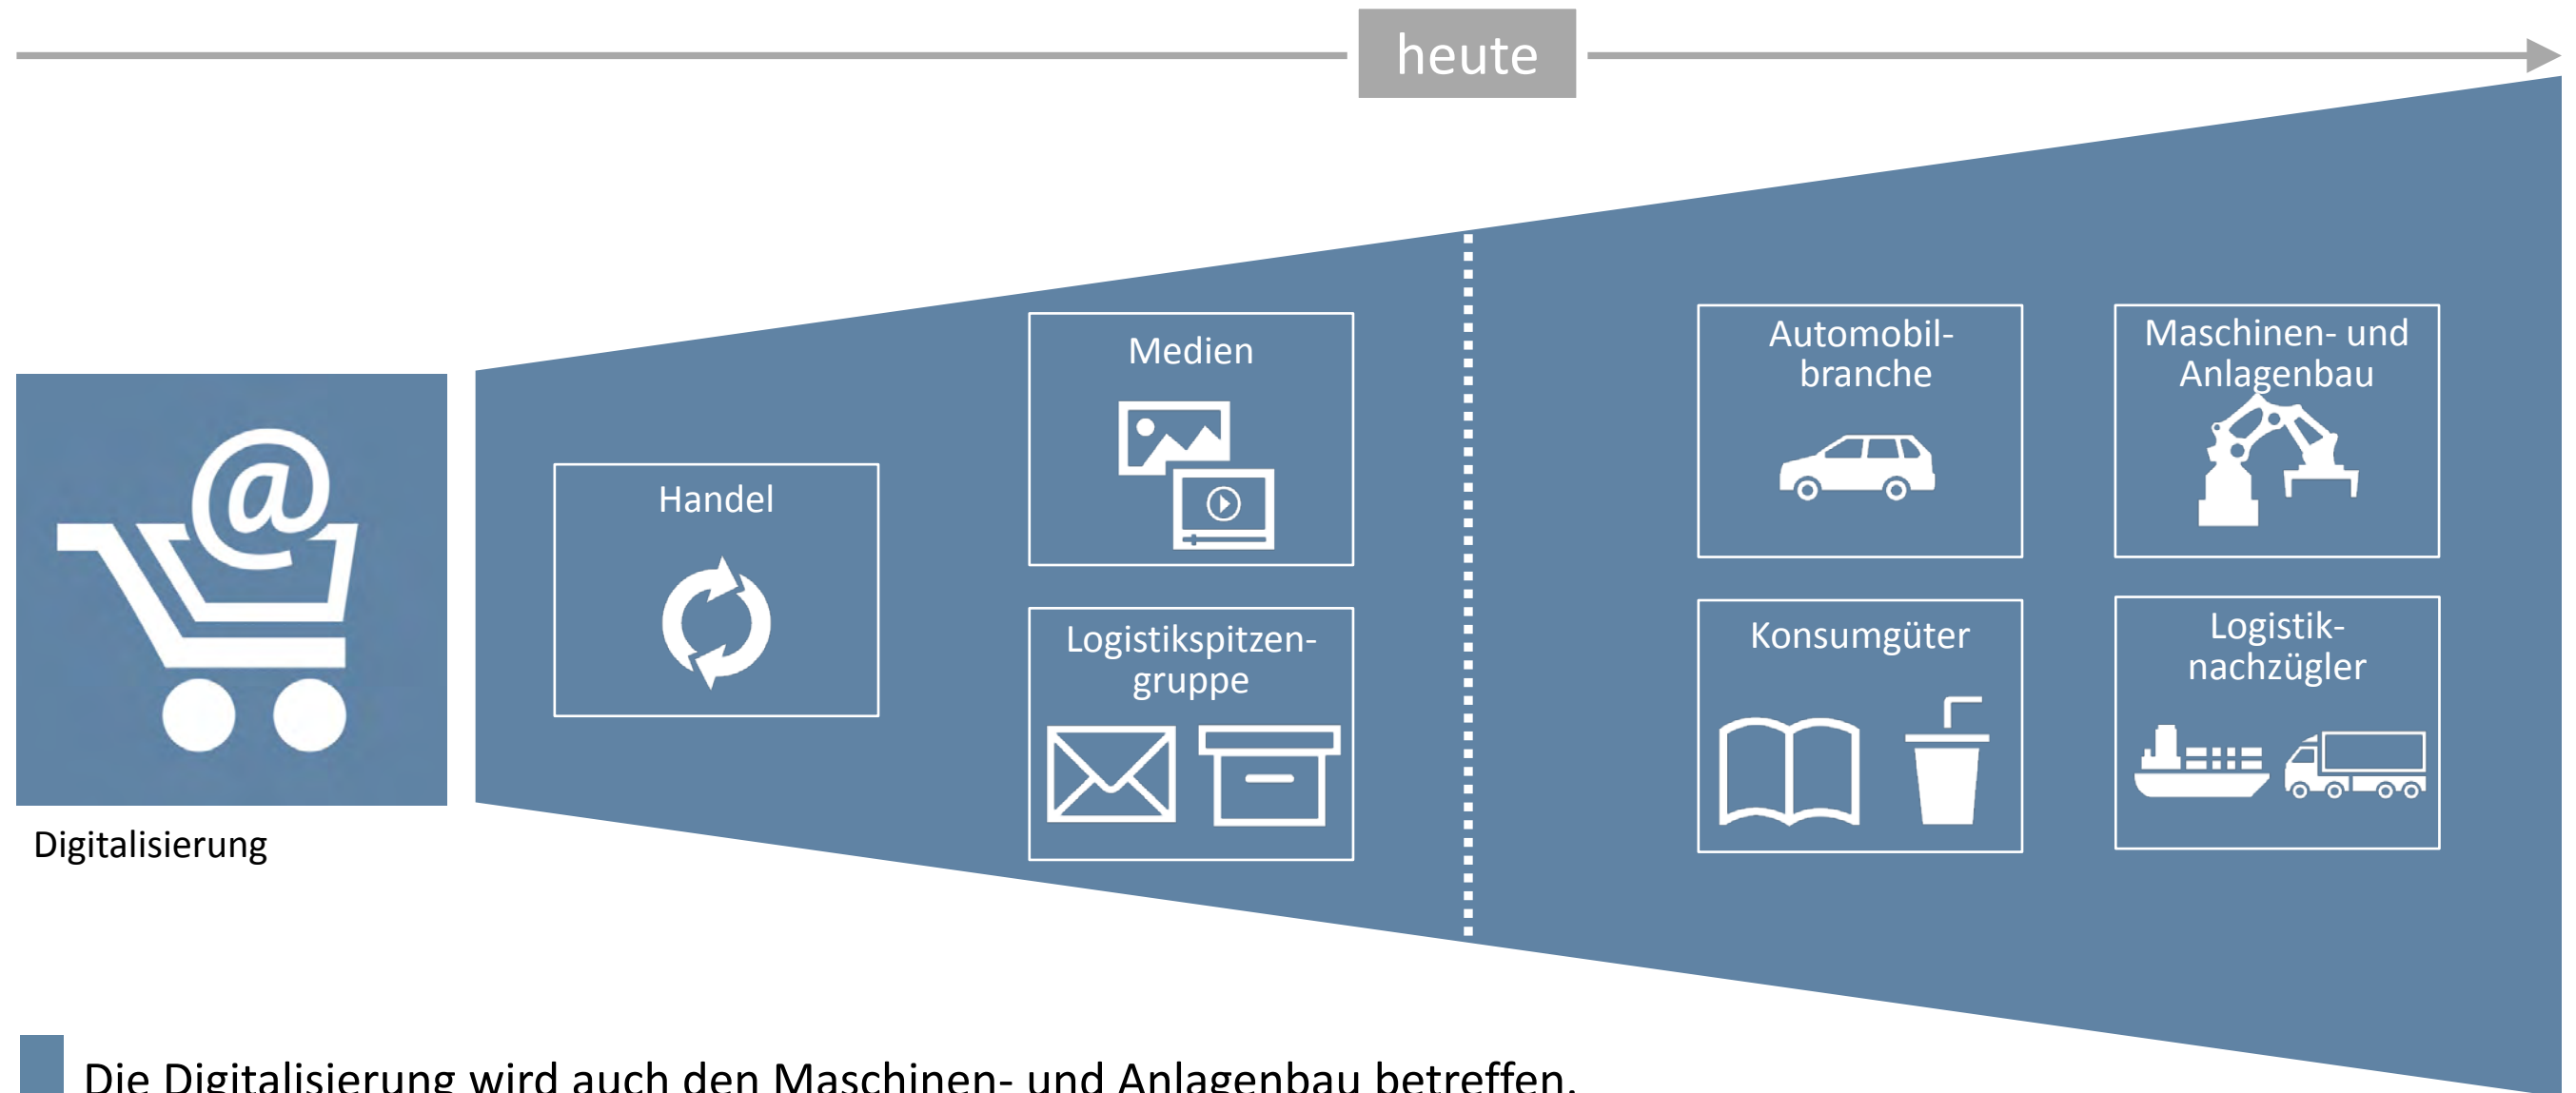 heute
Digitalisierung
Handel
Medien
Logistikspitzen-
gruppe
Automobil-
branche
Maschinen- und
Anlagenbau
Konsumgüter
Logistik-
nachzügler
Die Digitalisierung wird auch den Maschinen- und Anlagenbau betreffen.